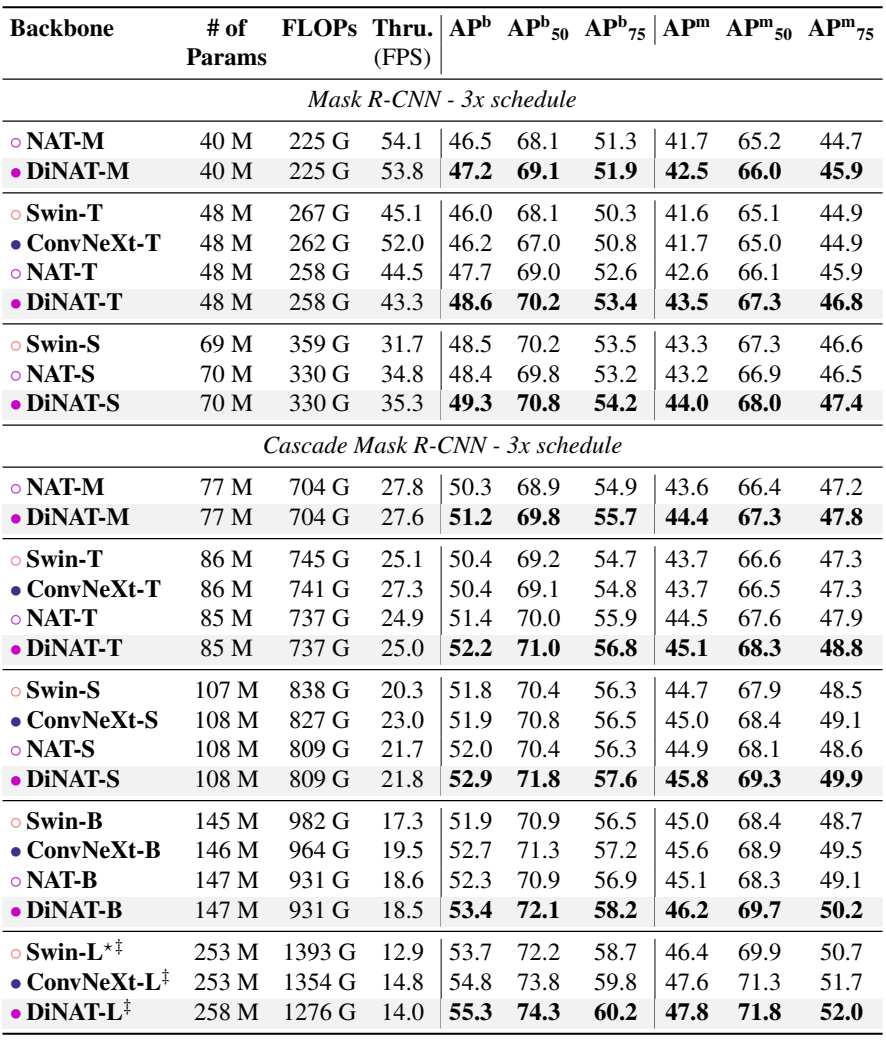 Backbone # of FLOPs Thru. APᵇ APᵇ₅₀ APᵇ₇₅ APᵐ APᵐ₅₀ APᵐ₇₅
Params (FPS)
Mask R-CNN - 3x schedule
○ NAT-M 40 M 225 G 54.1 46.5 68.1 51.3 41.7 65.2 44.7
● DiNAT-M 40 M 225 G 53.8 47.2 69.1 51.9 42.5 66.0 45.9
○ Swin-T 48 M 267 G 45.1 46.0 68.1 50.3 41.6 65.1 44.9
● ConvNeXt-T 48 M 262 G 52.0 46.2 67.0 50.8 41.7 65.0 44.9
○ NAT-T 48 M 258 G 44.5 47.7 69.0 52.6 42.6 66.1 45.9
● DiNAT-T 48 M 258 G 43.3 48.6 70.2 53.4 43.5 67.3 46.8
○ Swin-S 69 M 359 G 31.7 48.5 70.2 53.5 43.3 67.3 46.6
○ NAT-S 70 M 330 G 34.8 48.4 69.8 53.2 43.2 66.9 46.5
● DiNAT-S 70 M 330 G 35.3 49.3 70.8 54.2 44.0 68.0 47.4
Cascade Mask R-CNN - 3x schedule
○ NAT-M 77 M 704 G 27.8 50.3 68.9 54.9 43.6 66.4 47.2
● DiNAT-M 77 M 704 G 27.6 51.2 69.8 55.7 44.4 67.3 47.8
○ Swin-T 86 M 745 G 25.1 50.4 69.2 54.7 43.7 66.6 47.3
● ConvNeXt-T 86 M 741 G 27.3 50.4 69.1 54.8 43.7 66.5 47.3
○ NAT-T 85 M 737 G 24.9 51.4 70.0 55.9 44.5 67.6 47.9
● DiNAT-T 85 M 737 G 25.0 52.2 71.0 56.8 45.1 68.3 48.8
○ Swin-S 107 M 838 G 20.3 51.8 70.4 56.3 44.7 67.9 48.5
● ConvNeXt-S 108 M 827 G 23.0 51.9 70.8 56.5 45.0 68.4 49.1
○ NAT-S 108 M 809 G 21.7 52.0 70.4 56.3 44.9 68.1 48.6
● DiNAT-S 108 M 809 G 21.8 52.9 71.8 57.6 45.8 69.3 49.9
○ Swin-B 145 M 982 G 17.3 51.9 70.9 56.5 45.0 68.4 48.7
● ConvNeXt-B 146 M 964 G 19.5 52.7 71.3 57.2 45.6 68.9 49.5
○ NAT-B 147 M 931 G 18.6 52.3 70.9 56.9 45.1 68.3 49.1
● DiNAT-B 147 M 931 G 18.5 53.4 72.1 58.2 46.2 69.7 50.2
○ Swin-L⋆‡ 253 M 1393 G 12.9 53.7 72.2 58.7 46.4 69.9 50.7
● ConvNeXt-L‡ 253 M 1354 G 14.8 54.8 73.8 59.8 47.6 71.3 51.7
● DiNAT-L‡ 258 M 1276 G 14.0 55.3 74.3 60.2 47.8 71.8 52.0